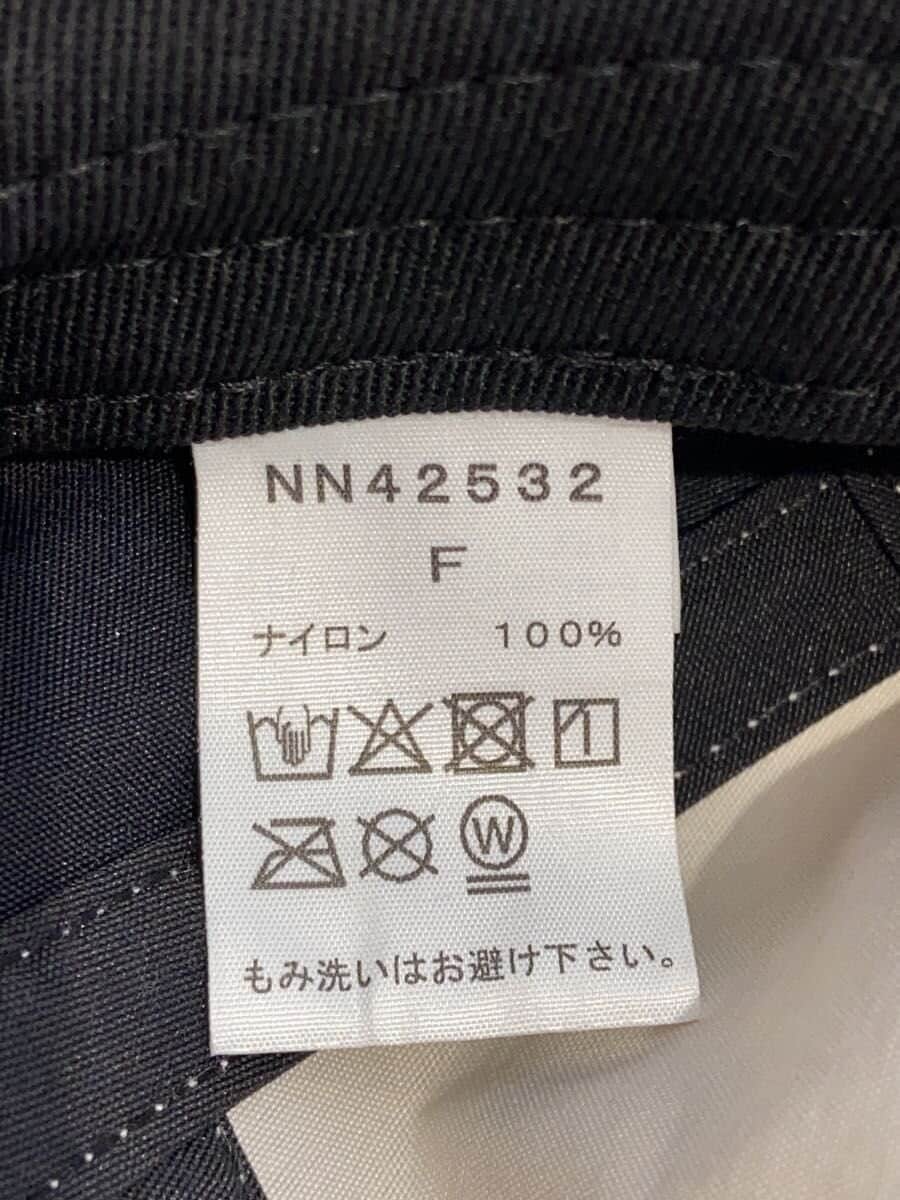 NN42532
F
ナイロン 100%
W
もみ洗いはお避け下さい。